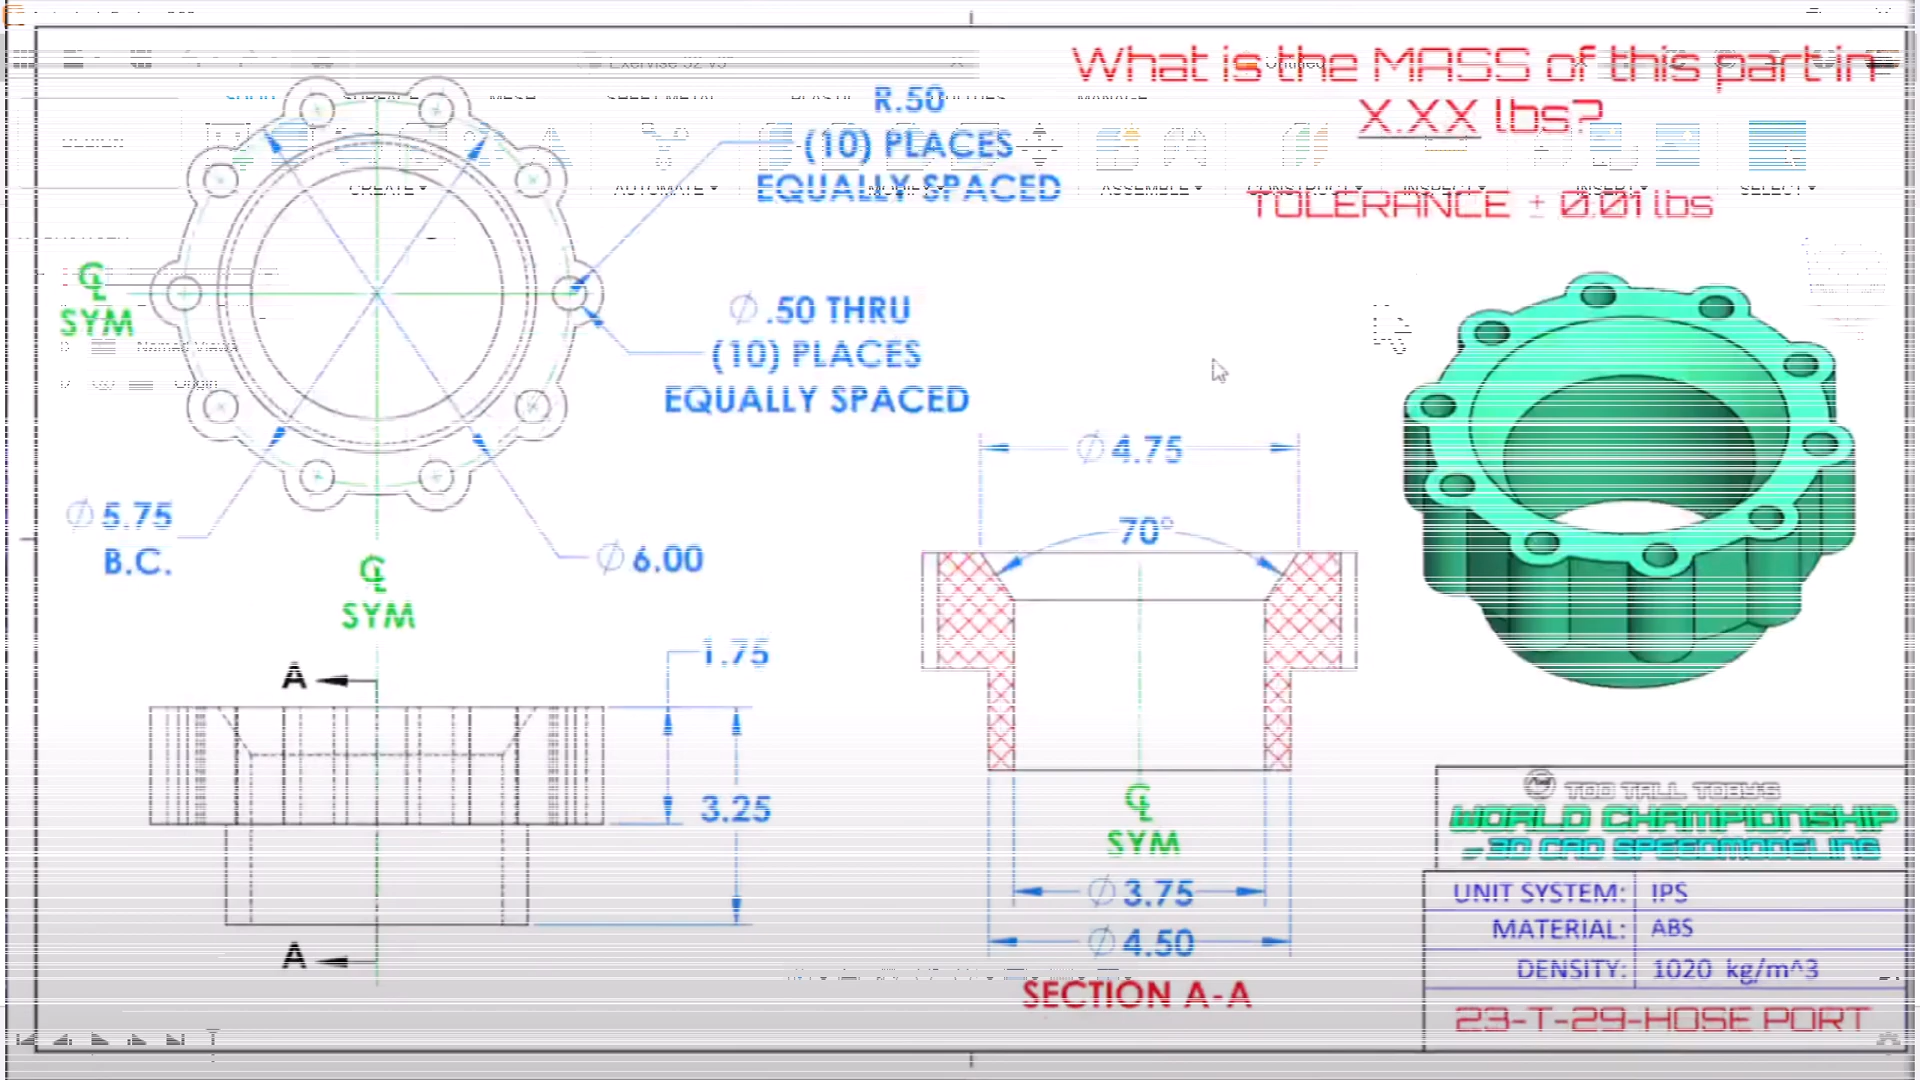 What is the MASS of this part in
X.XX lbs?
TOLERANCE ± 0.01 lbs
R.50
(10) PLACES
EQUALLY SPACED
℄
SYM
∅ .50 THRU
(10) PLACES
EQUALLY SPACED
∅ 4.75
70°
∅ 5.75
B.C.
∅ 6.00
℄
SYM
1.75
A
3.25
A
℄
SYM
∅ 3.75
∅ 4.50
SECTION A-A
TOO TALL TOBY'S
WORLD CHAMPIONSHIP
3D CAD SPEEDMODELING
UNIT SYSTEM: IPS
MATERIAL: ABS
DENSITY: 1020 kg/m^3
23-T-29-HOSE PORT